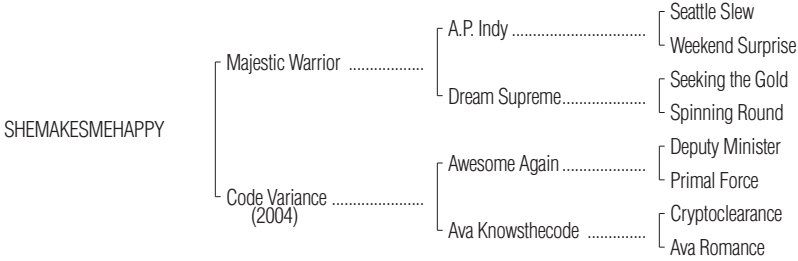 Seattle Slew
A.P. Indy ................................
Weekend Surprise
Majestic Warrior ..................
Seeking the Gold
Dream Supreme....................
Spinning Round
SHEMAKESMEHAPPY
Deputy Minister
Awesome Again....................
Primal Force
Code Variance ......................
(2004)
Cryptoclearance
Ava Knowsthecode ..............
Ava Romance